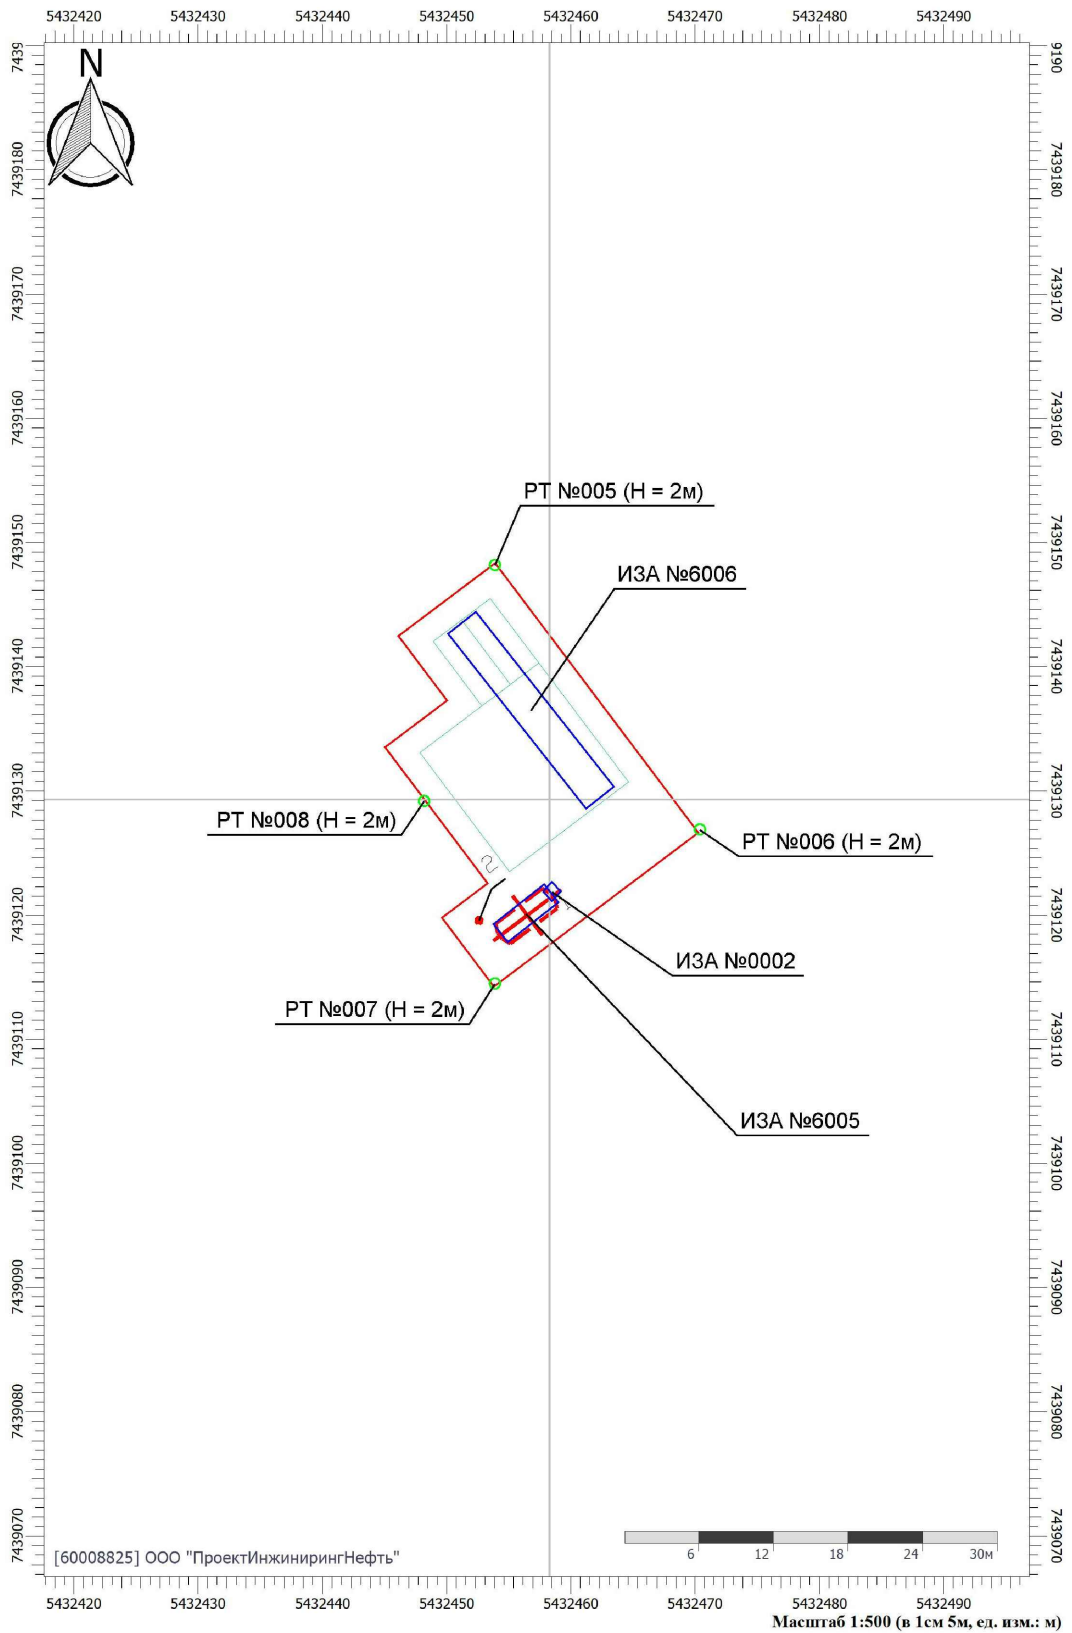 5432420 5432430 5432440 5432450 5432460 5432470 5432480 5432490
7439 9190
N
7439180 7439180
7439170 7439170
7439160 7439160
РТ №005 (Н = 2м)
7439150 7439150
ИЗА №6006
7439140 7439140
7439130 7439130
РТ №008 (Н = 2м)
РТ №006 (Н = 2м)
7439120 7439120
ИЗА №0002
РТ №007 (Н = 2м)
7439110 7439110
ИЗА №6005
7439100 7439100
7439090 7439090
7439080 7439080
7439070 7439070
6 12 18 24 30м
[60008825] ООО "ПроектИнжинирингНефть"
5432420 5432430 5432440 5432450 5432460 5432470 5432480 5432490
Масштаб 1:500 (в 1см 5м, ед. изм.: м)